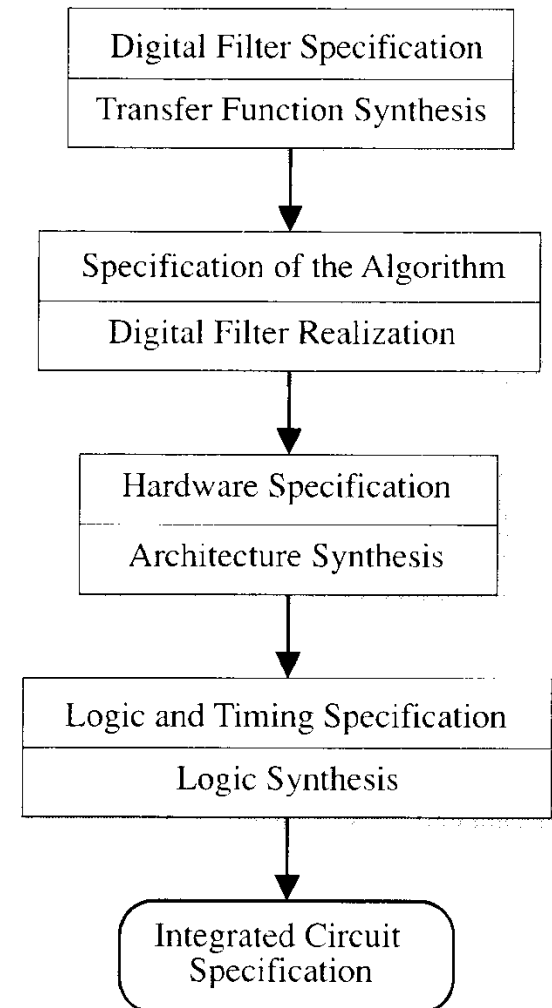 Digital Filter Specification
Transfer Function Synthesis
Specification of the Algorithm
Digital Filter Realization
Hardware Specification
Architecture Synthesis
Logic and Timing Specification
Logic Synthesis
Integrated Circuit
Specification